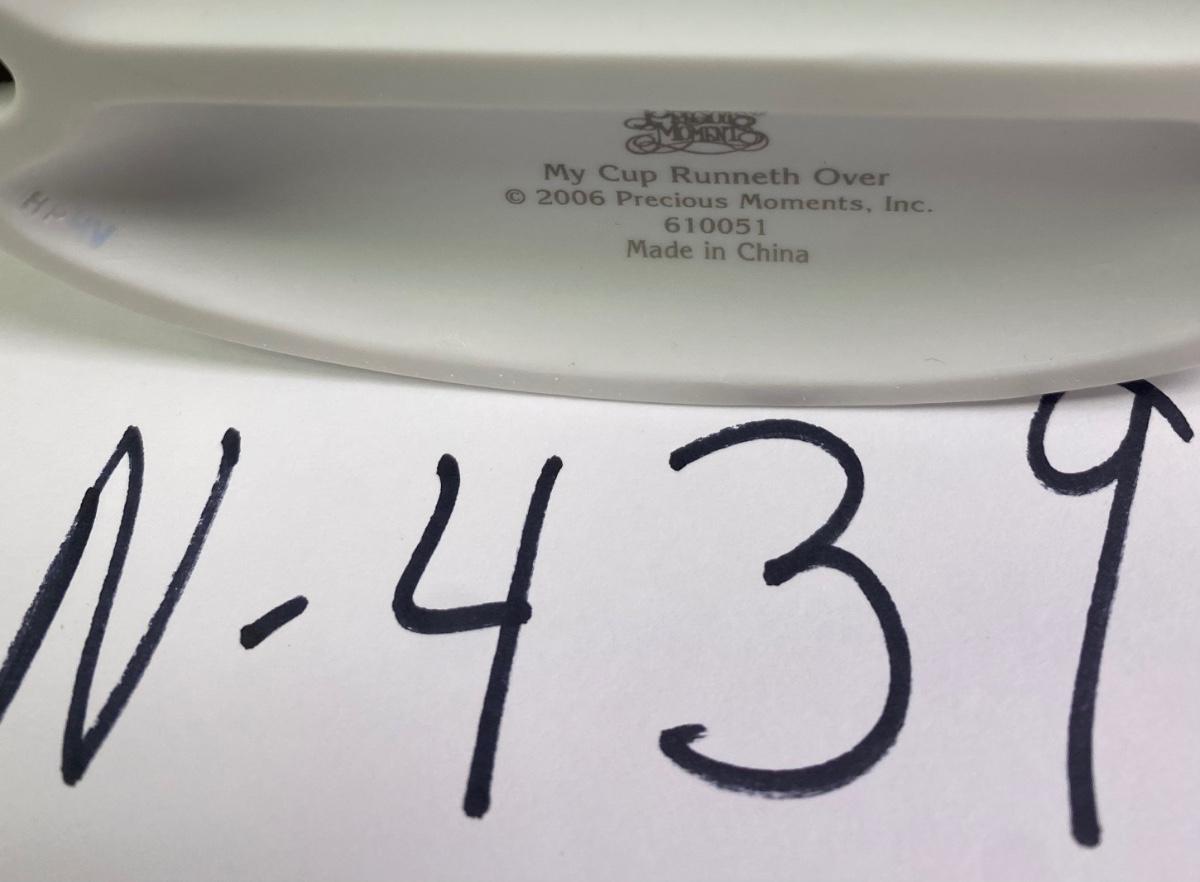 PRECIOUS
MOMENTS
My Cup Runneth Over
© 2006 Precious Moments, Inc.
610051
Made in China
N-439